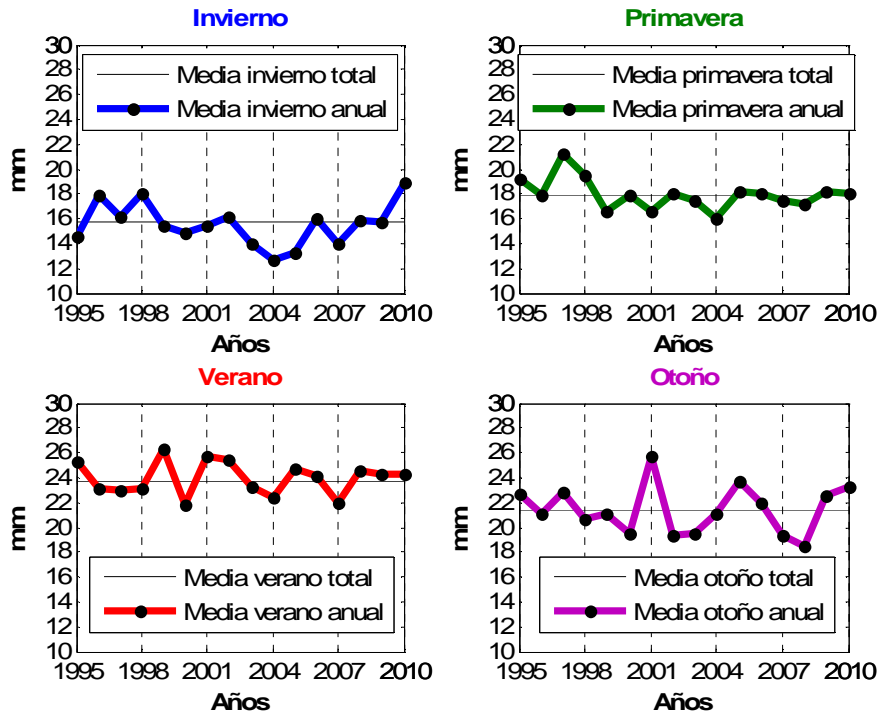 Invierno
30
28
26
24
22
20
18
16
14
12
10
mm
Media invierno total
Media invierno anual
1995 1998 2001 2004 2007 2010
Años
Primavera
30
28
26
24
22
20
18
16
14
12
10
mm
Media primavera total
Media primavera anual
1995 1998 2001 2004 2007 2010
Años
Verano
30
28
26
24
22
20
18
16
14
12
10
mm
Media verano total
Media verano anual
1995 1998 2001 2004 2007 2010
Años
Otoño
30
28
26
24
22
20
18
16
14
12
10
mm
Media otoño total
Media otoño anual
1995 1998 2001 2004 2007 2010
Años